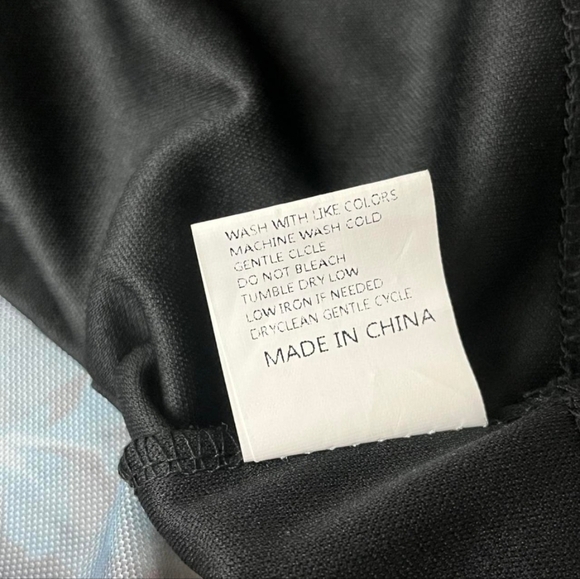 WASH WITH LIKE COLORS
MACHINE WASH COLD
GENTLE CLCLE
DO NOT BLEACH
TUMBLE DRY LOW
LOW IRON IF NEEDED
DRYCLEAN GENTLE CYCLE
MADE IN CHINA